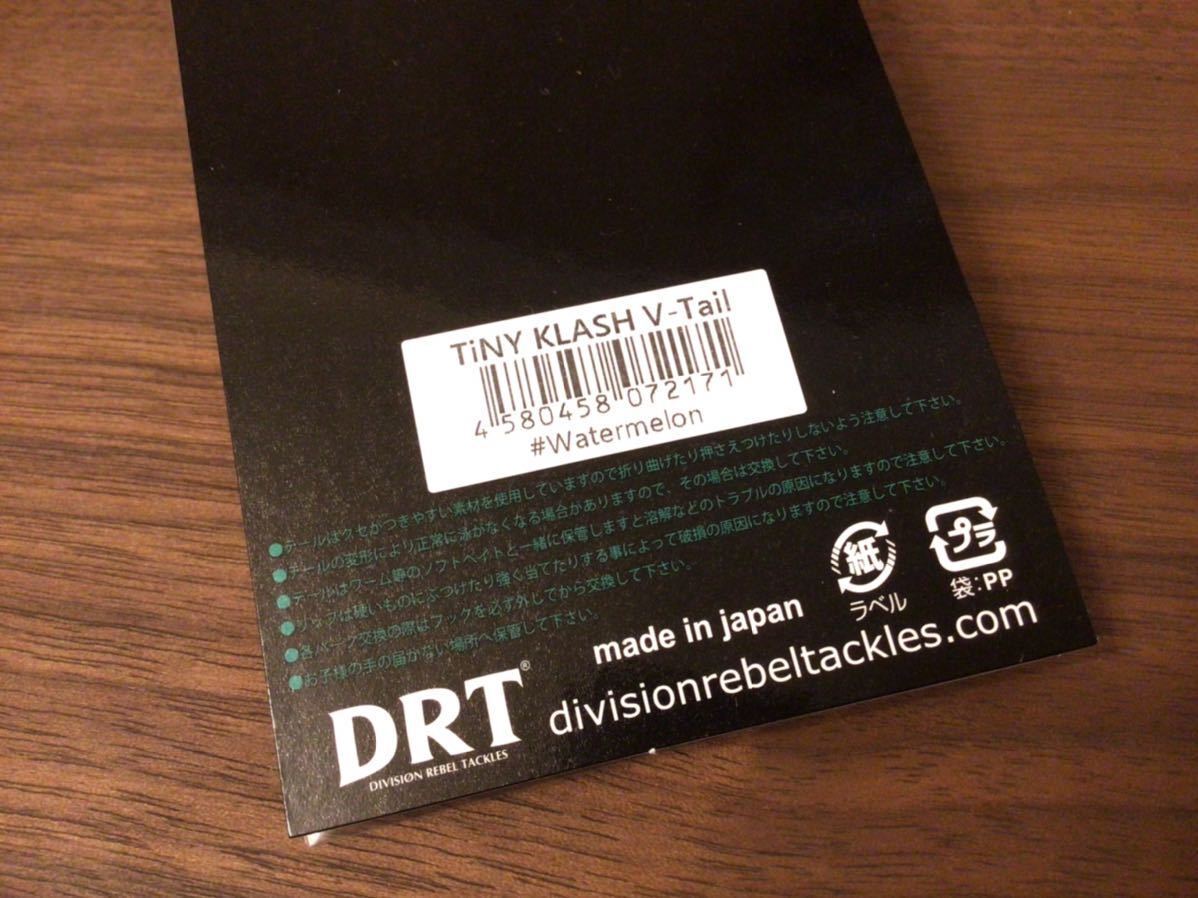 TiNY KLASH V-Tail
4 580458 072171
#Watermelon
●テールはクセがつきやすい素材を使用していますので折り曲げたり押さえつけたりしないよう注意して下さい。
●テールの変形により正常に泳がなくなる場合がありますので、その場合は交換して下さい。
●テールはワーム等のソフトベイトと一緒に保管しますと溶解などのトラブルの原因になりますので注意して下さい。
●リップは硬いものにぶつけたり強く当てたりする事によって破損の原因になりますので注意して下さい。
●各パーツ交換の際はフックを必ず外してから交換して下さい。
●お子様の手の届かない場所へ保管して下さい。
紙
ラベル
プラ
袋:PP
made in japan
DRT®
DIVISIØN REBEL TACKLES
divisionrebeltackles.com